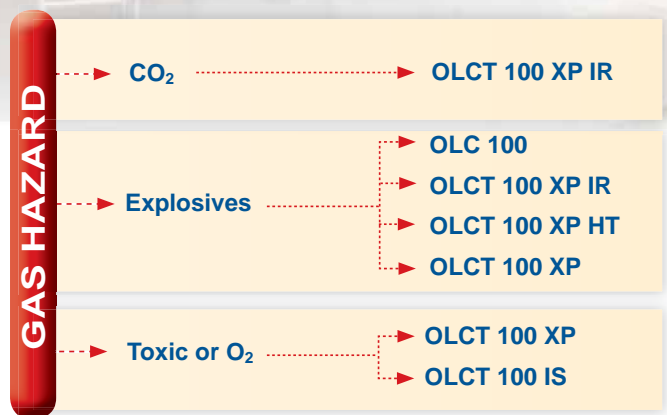 GAS HAZARD
CO₂
OLCT 100 XP IR
Explosives
OLC 100
OLCT 100 XP IR
OLCT 100 XP HT
OLCT 100 XP
Toxic or O₂
OLCT 100 XP
OLCT 100 IS